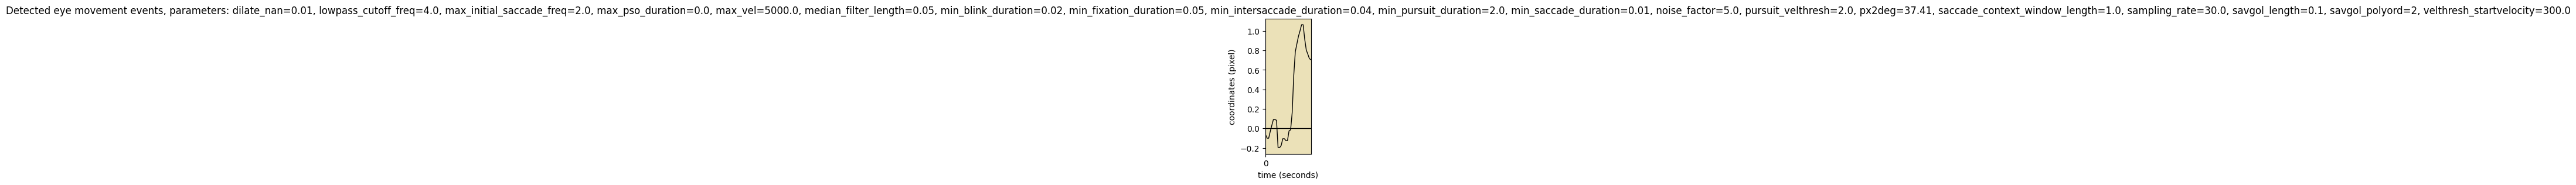 Detected eye movement events, parameters: dilate_nan=0.01, lowpass_cutoff_freq=4.0, max_initial_saccade_freq=2.0, max_pso_duration=0.0, max_vel=5000.0, median_filter_length=0.05, min_blink_duration=0.02, min_fixation_duration=0.05, min_intersaccade_duration=0.04, min_pursuit_duration=2.0, min_saccade_duration=0.01, noise_factor=5.0, pursuit_velthresh=2.0, px2deg=37.41, saccade_context_window_length=1.0, sampling_rate=30.0, savgol_length=0.1, savgol_polyord=2, velthresh_startvelocity=300.0
coordinates (pixel)
1.0
0.8
0.6
0.4
0.2
0.0
−0.2
0
time (seconds)